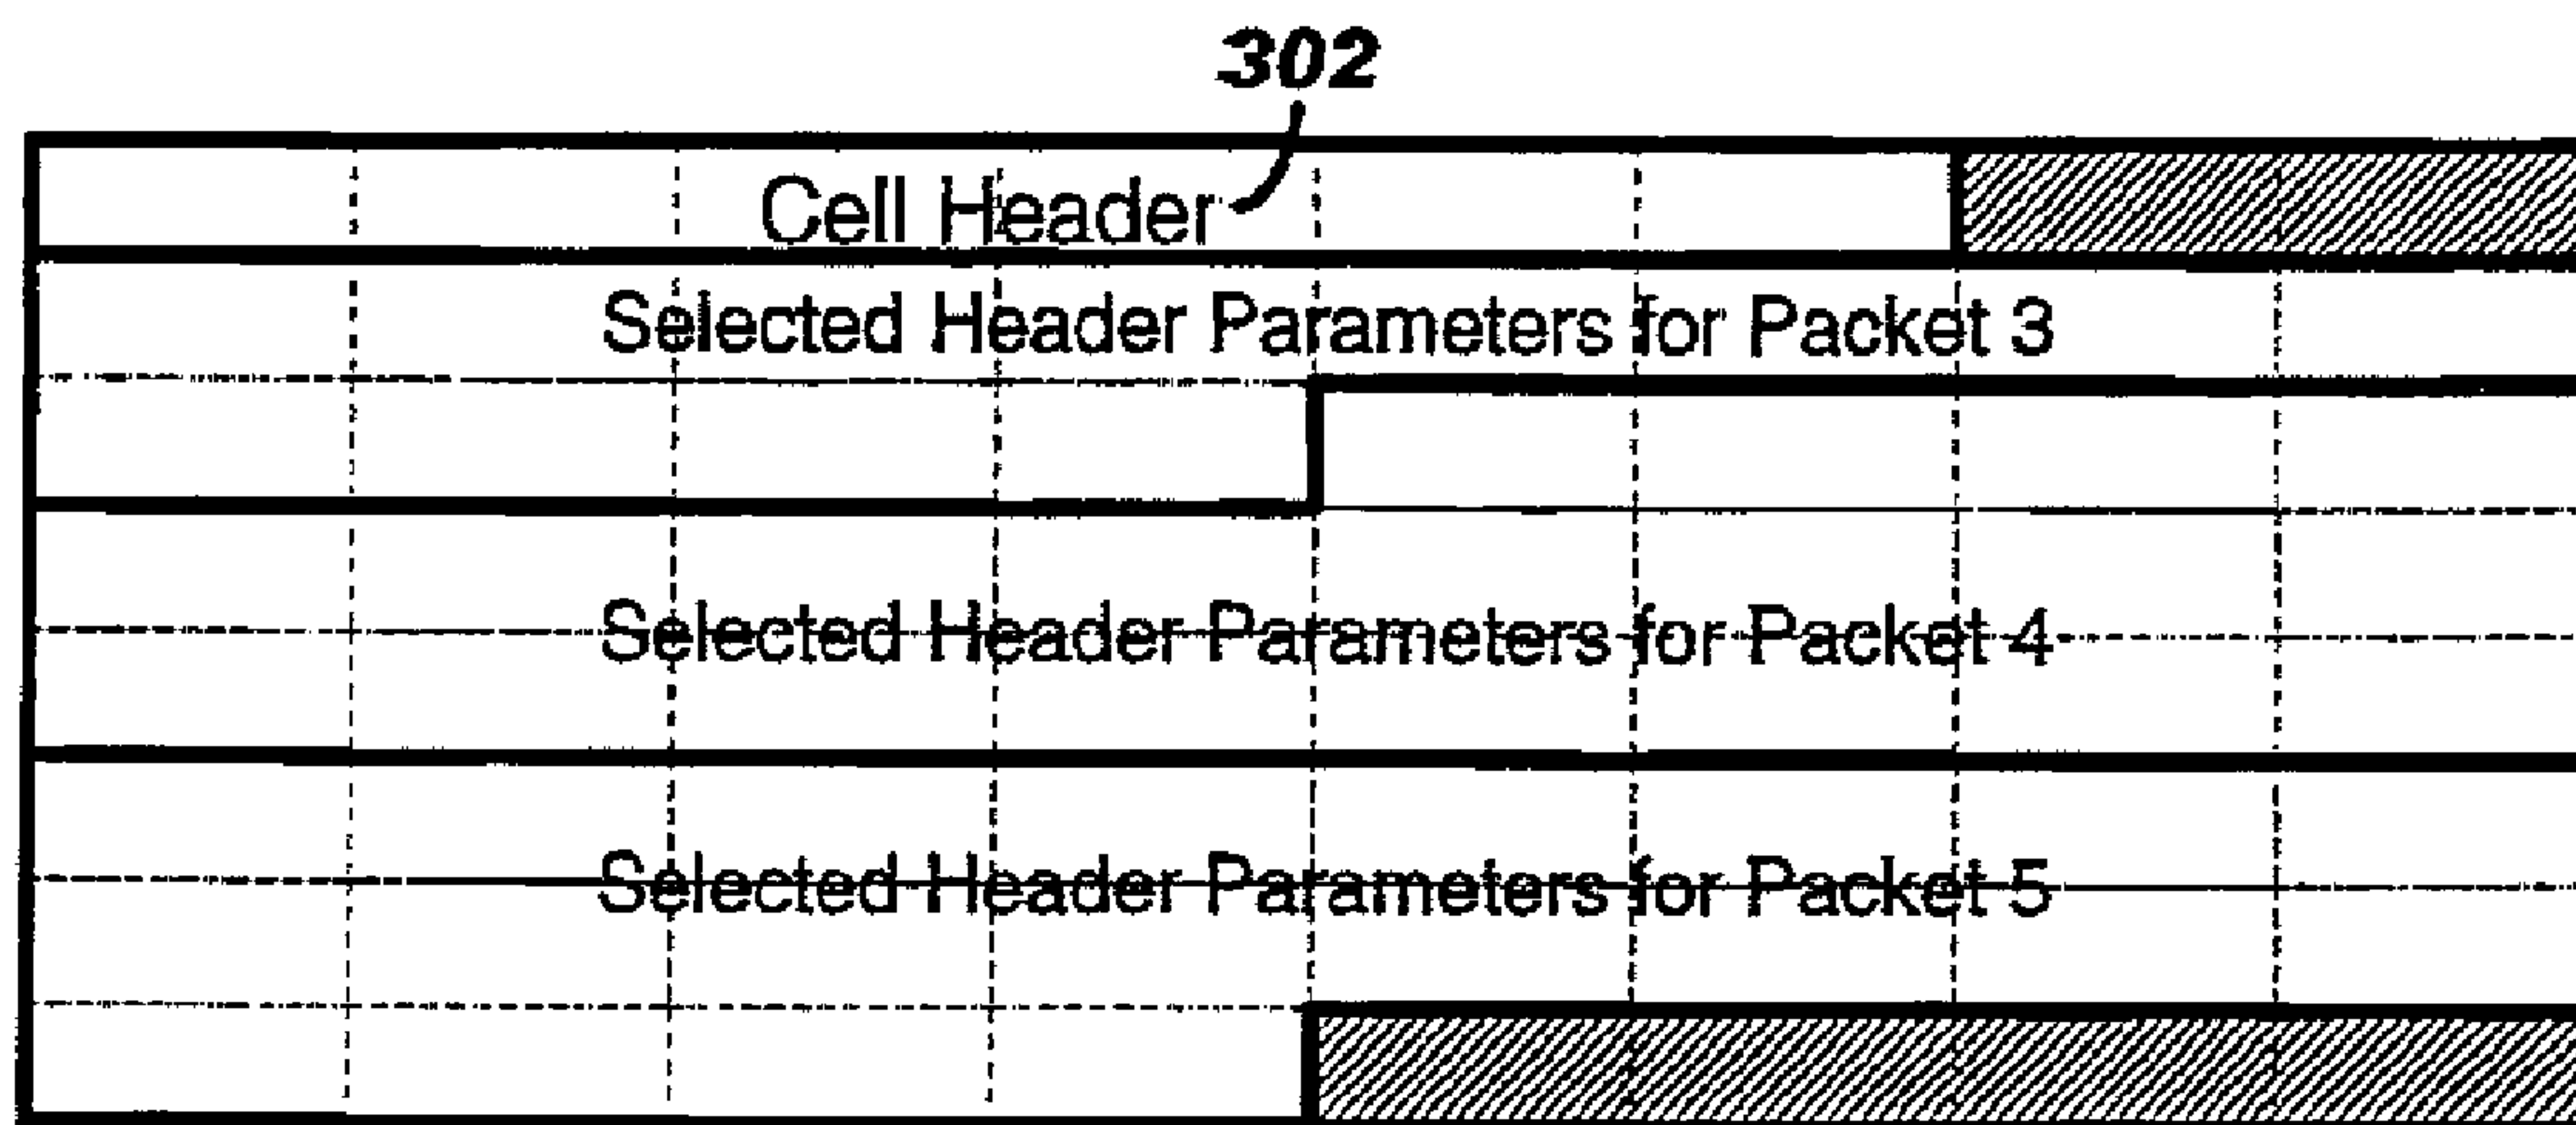 302
Cell Header
Selected Header Parameters for Packet 3
Selected Header Parameters for Packet 4
Selected Header Parameters for Packet 5